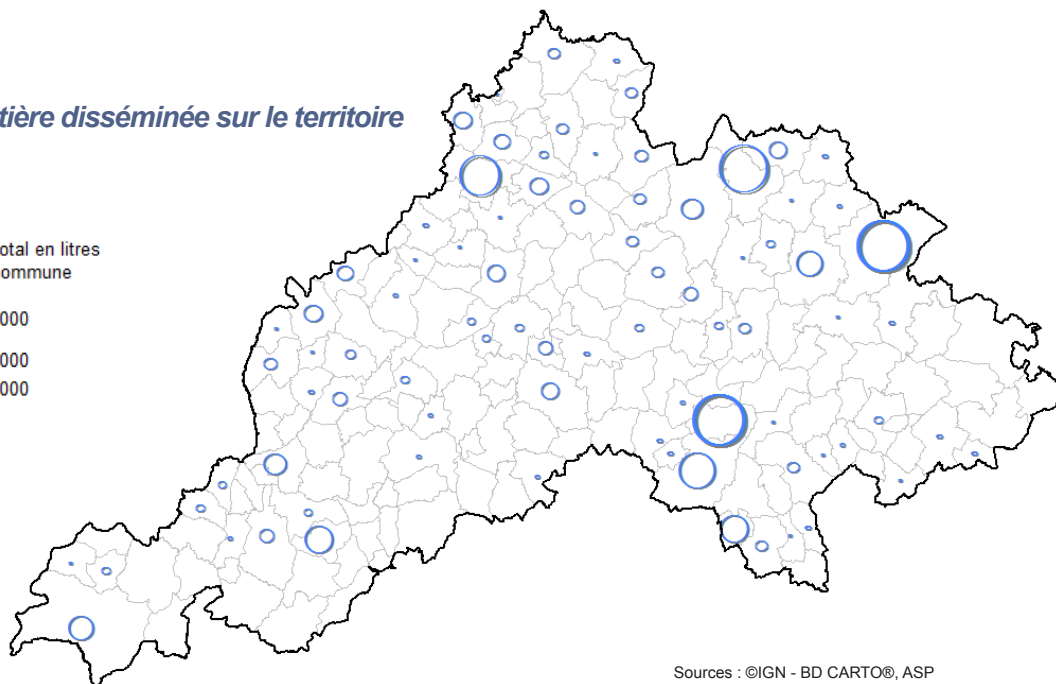 tière disséminée sur le territoire
otal en litres
ommune
000
000
000
Sources : ©IGN - BD CARTO®, ASP